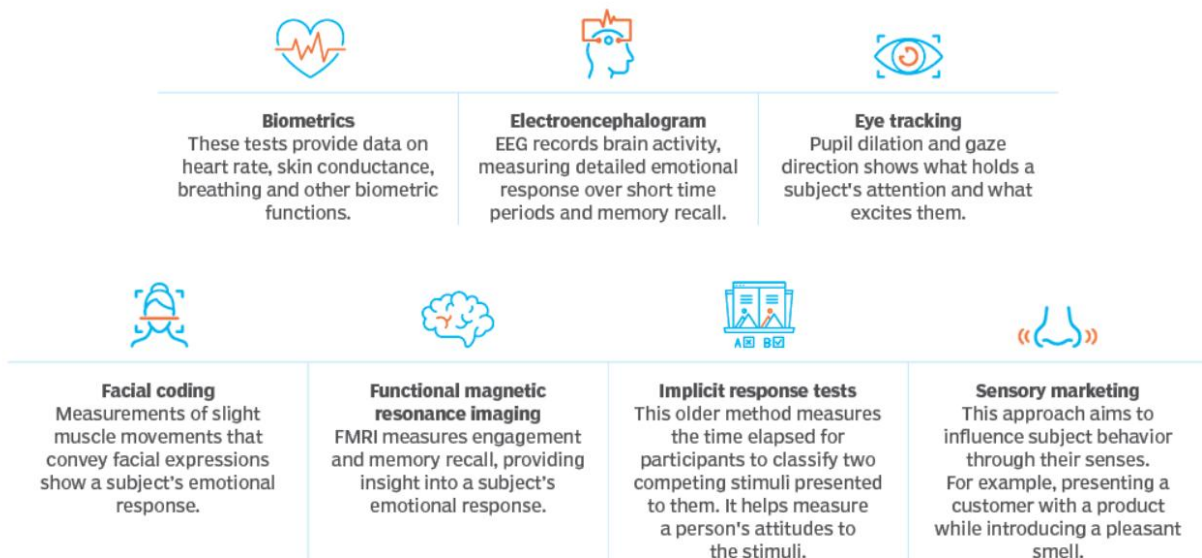 Biometrics
These tests provide data on
heart rate, skin conductance,
breathing and other biometric
functions.
Electroencephalogram
EEG records brain activity,
measuring detailed emotional
response over short time
periods and memory recall.
Eye tracking
Pupil dilation and gaze
direction shows what holds a
subject's attention and what
excites them.
A B
Facial coding
Measurements of slight
muscle movements that
convey facial expressions
show a subject's emotional
response.
Functional magnetic
resonance imaging
FMRI measures engagement
and memory recall, providing
insight into a subject's
emotional response.
Implicit response tests
This older method measures
the time elapsed for
participants to classify two
competing stimuli presented
to them. It helps measure
a person's attitudes to
the stimuli.
Sensory marketing
This approach aims to
influence subject behavior
through their senses.
For example, presenting a
customer with a product
while introducing a pleasant
smell.